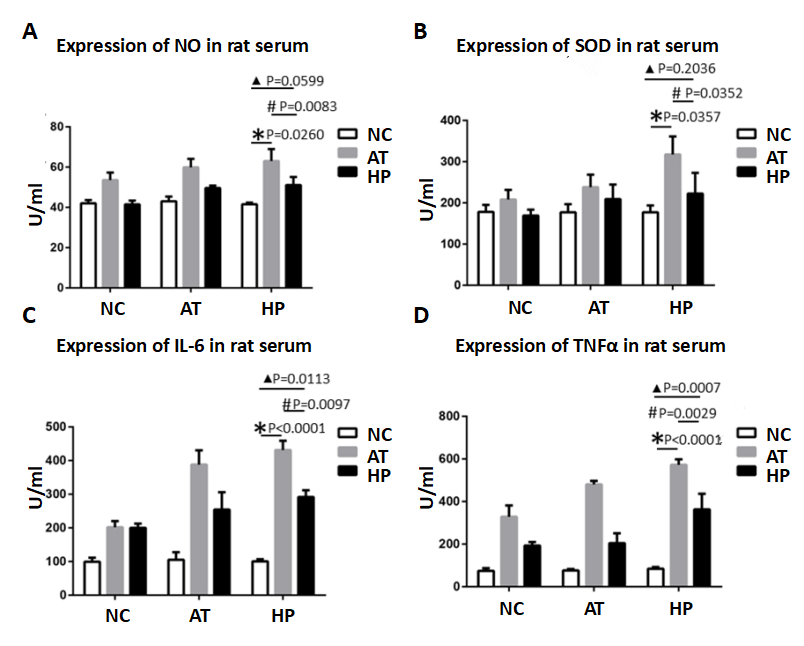 A
Expression of NO in rat serum
▲ P=0.0599
# P=0.0083
*P=0.0260
NC
AT
HP
80
60
40
20
0
U/ml
NC AT HP
B
Expression of SOD in rat serum
▲P=0.2036
# P=0.0352
*P=0.0357
NC
AT
HP
400
300
200
100
0
U/ml
NC AT HP
C
Expression of IL-6 in rat serum
▲P=0.0113
#P=0.0097
*P<0.0001
NC
AT
HP
500
400
300
200
100
0
U/ml
NC AT HP
D
Expression of TNFα in rat serum
▲P=0.0007
#P=0.0029
*P<0.0001
NC
AT
HP
800
600
400
200
0
U/ml
NC AT HP